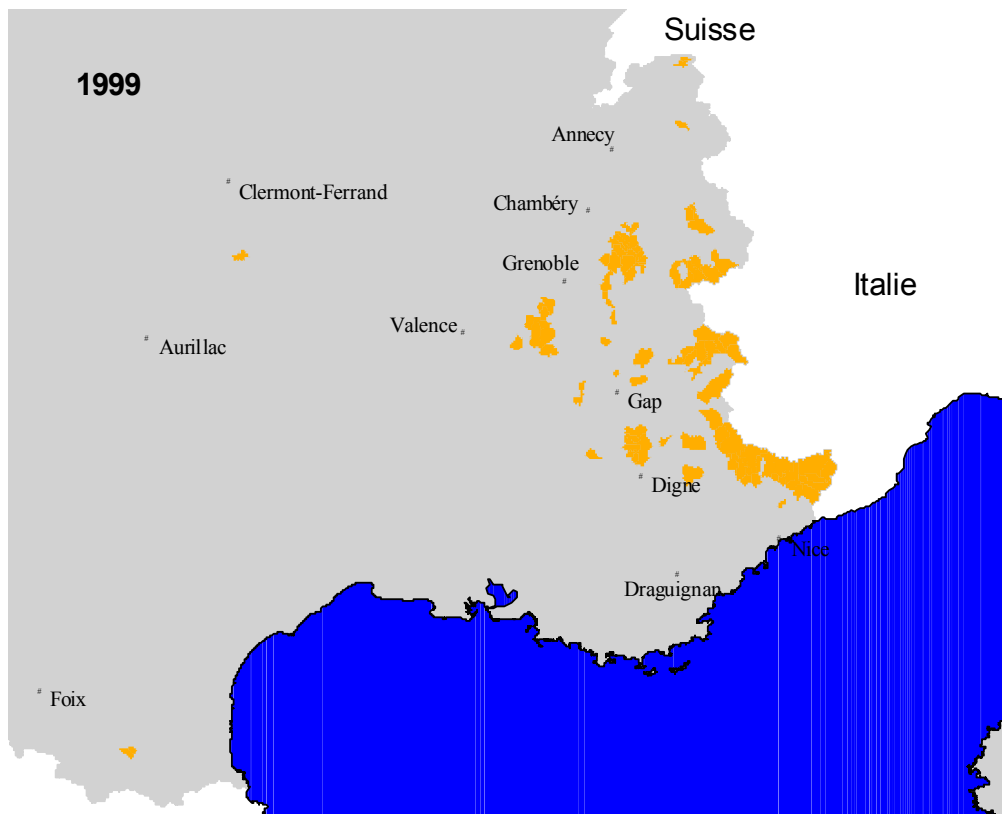 Suisse
1999
Annecy
Clermont-Ferrand
Chambéry
Grenoble
Italie
Valence
Aurillac
Gap
Digne
Nice
Draguignan
Foix